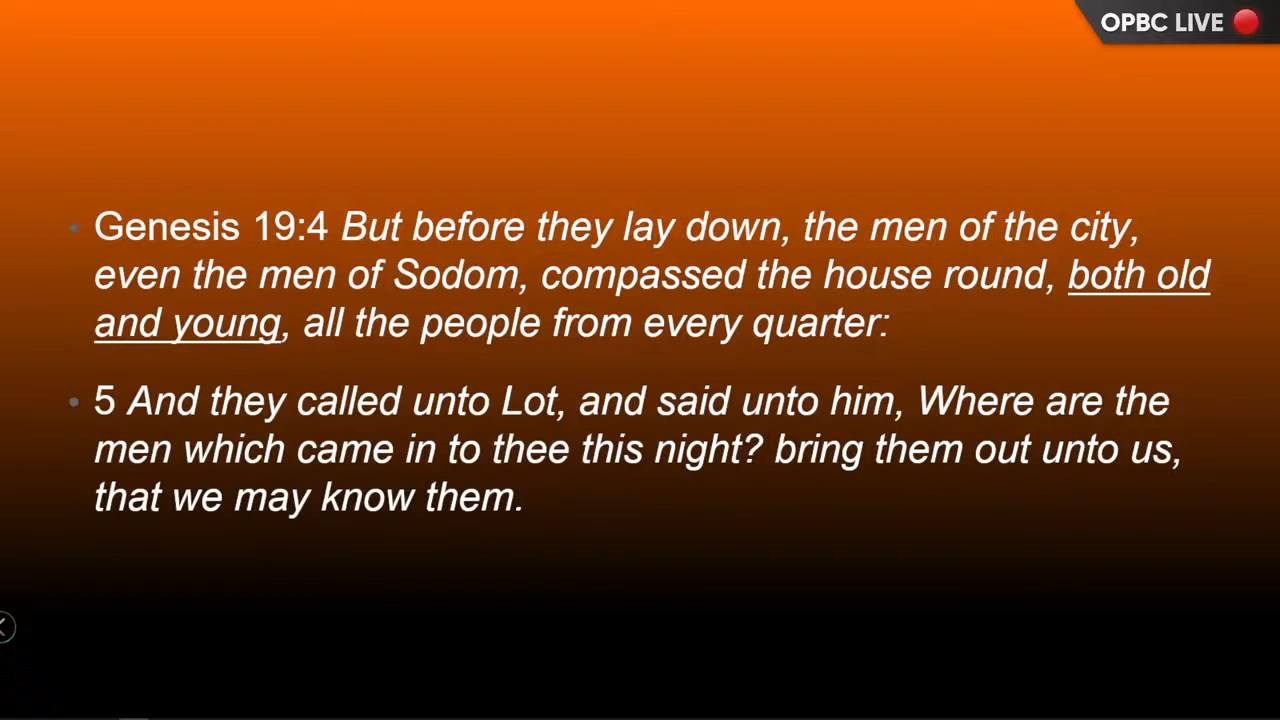 OPBC LIVE
• Genesis 19:4 But before they lay down, the men of the city,
even the men of Sodom, compassed the house round, both old
and young, all the people from every quarter:
• 5 And they called unto Lot, and said unto him, Where are the
men which came in to thee this night? bring them out unto us,
that we may know them.